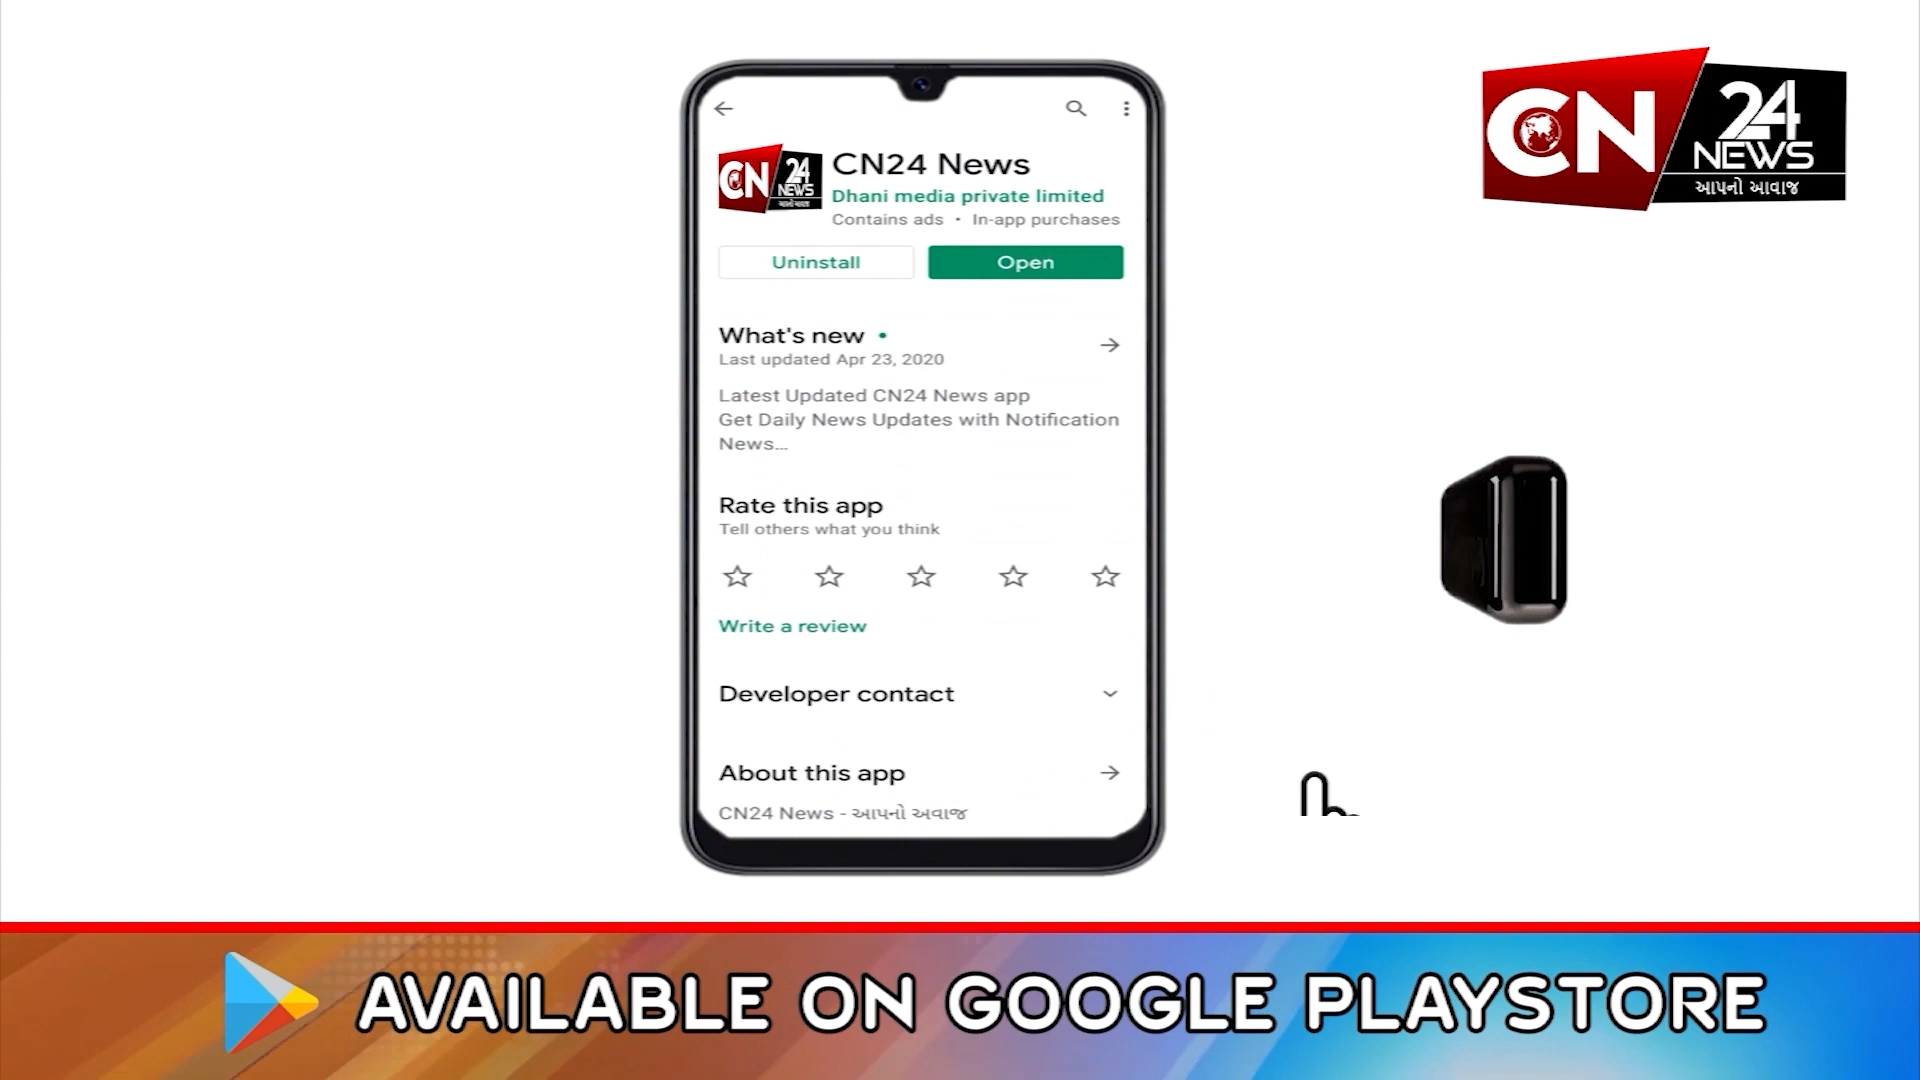 CN24 News
Dhani media private limited
Contains ads • In-app purchases
Uninstall
Open
What's new •
Last updated Apr 23, 2020
Latest Updated CN24 News app
Get Daily News Updates with Notification
News...
Rate this app
Tell others what you think
Write a review
Developer contact
About this app
CN24 News - આપનો અવાજ
CN 24
NEWS
આપનો અવાજ
CN 24
NEWS
AVAILABLE ON GOOGLE PLAYSTORE